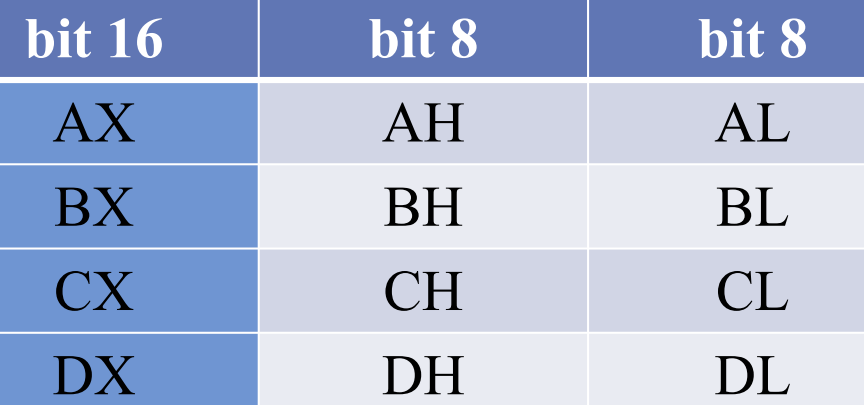 bit 16 bit 8 bit 8
AX AH AL
BX BH BL
CX CH CL
DX DH DL